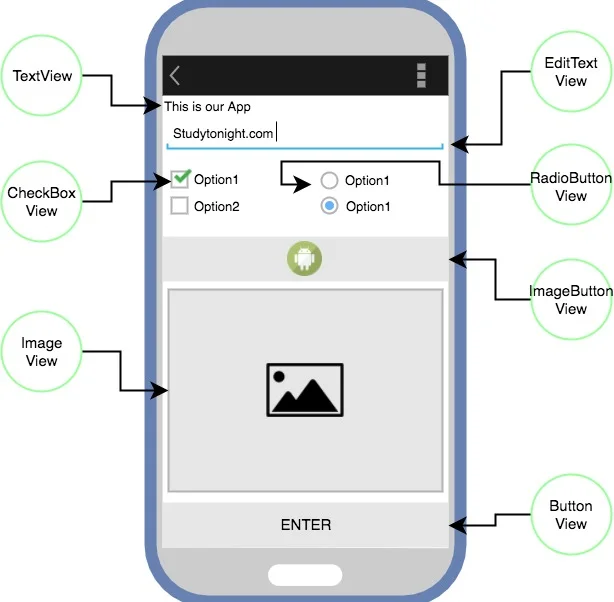 TextView
This is our App
Studytonight.com
EditText
View
CheckBox
View
Option1
Option2
Option1
Option1
RadioButton
View
ImageButton
View
Image
View
ENTER
Button
View